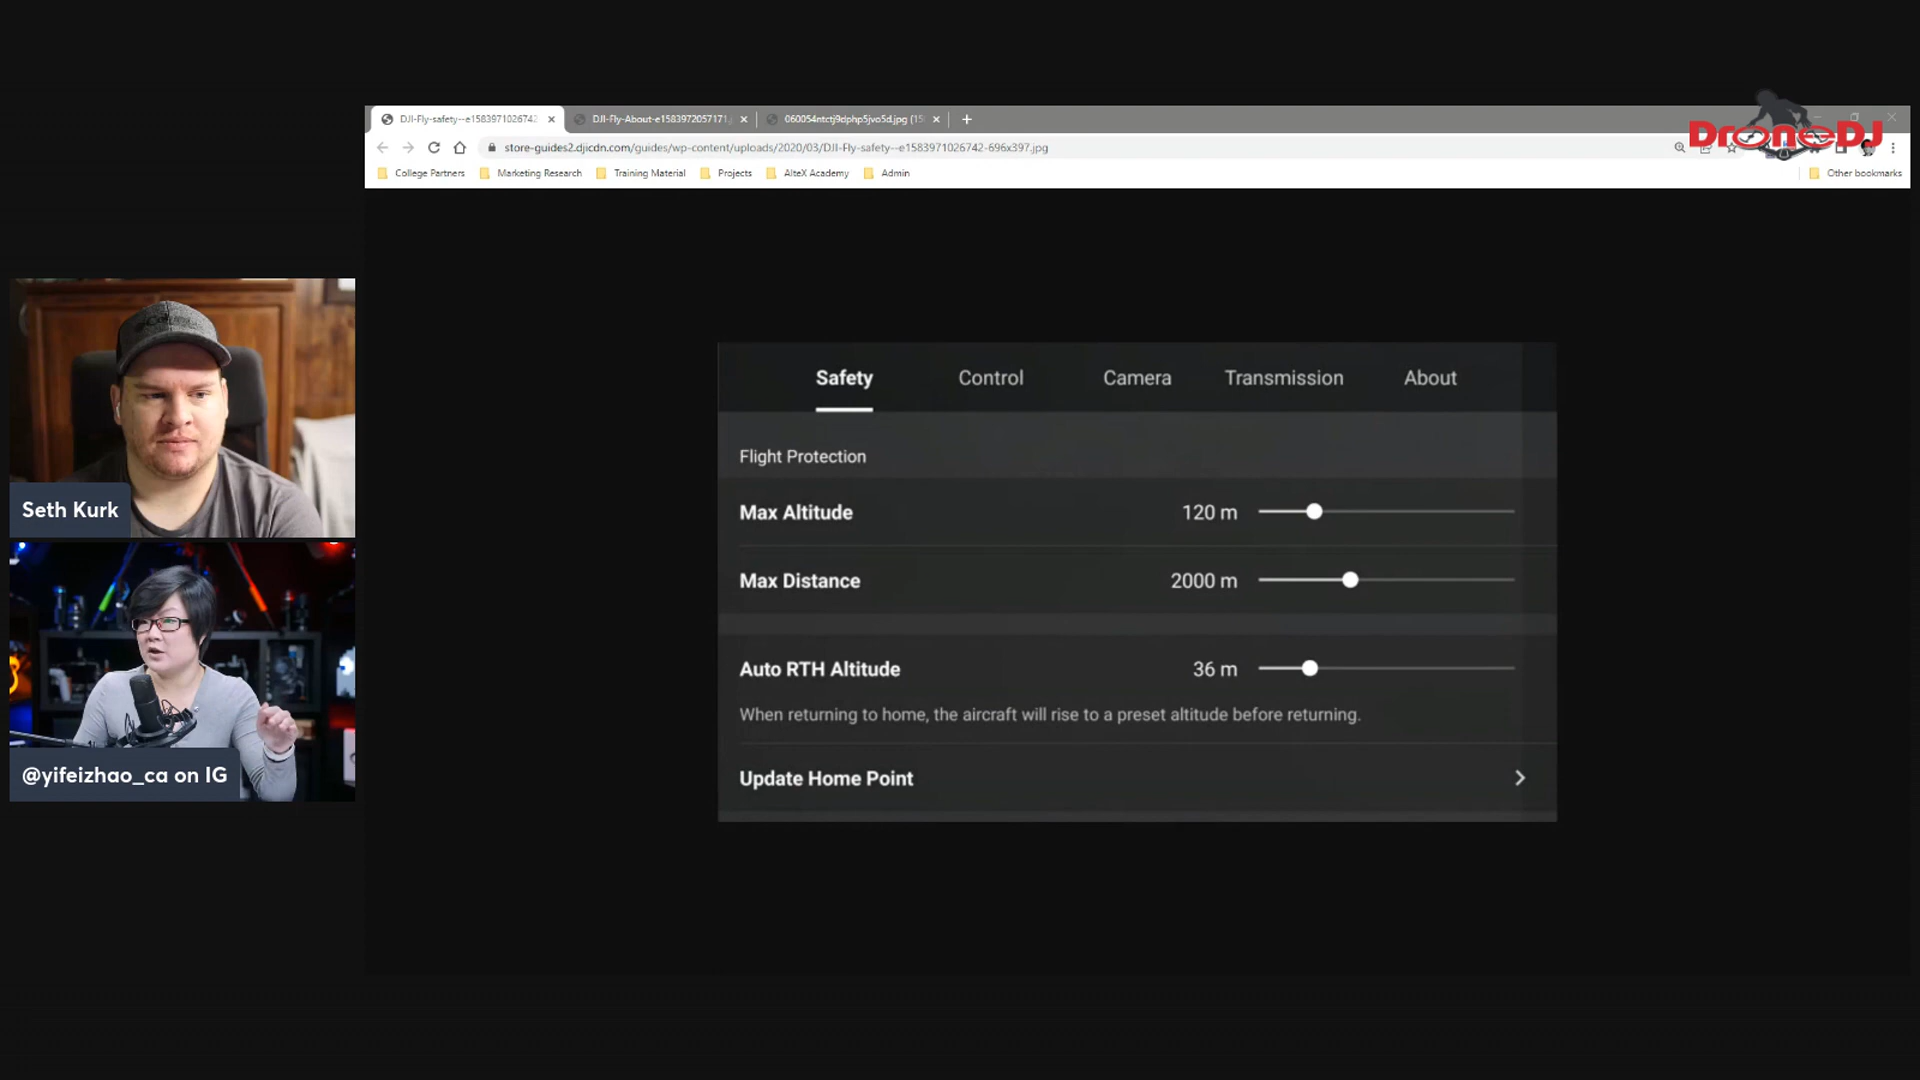 DJI-Fly-safety--e1583971026742
DJI-Fly-About-e1583972057171
060054ntctj9dphp5jvo5d.jpg (15
store-guides2.djicdn.com/guides/wp-content/uploads/2020/03/DJI-Fly-safety--e1583971026742-696x397.jpg
DroneDJ
College Partners
Marketing Research
Training Material
Projects
AlteX Academy
Admin
Other bookmarks
Safety
Control
Camera
Transmission
About
Flight Protection
Max Altitude 120 m
Max Distance 2000 m
Auto RTH Altitude 36 m
When returning to home, the aircraft will rise to a preset altitude before returning.
Update Home Point
Seth Kurk
@yifeizhao_ca on IG